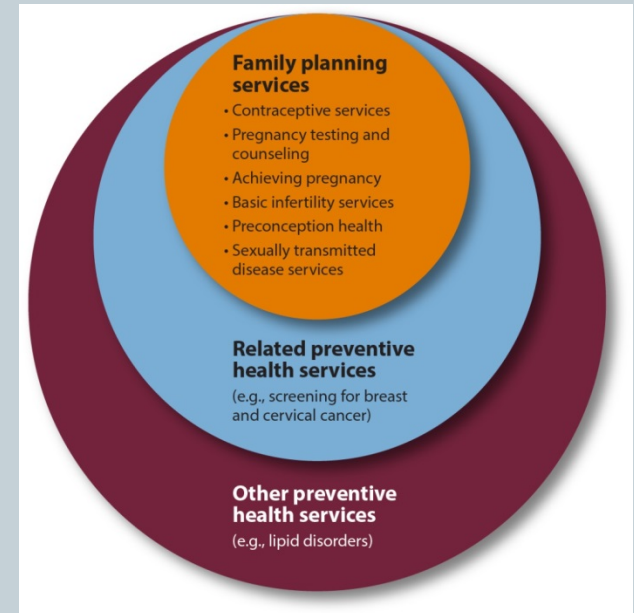 Family planning
services
• Contraceptive services
• Pregnancy testing and
counseling
• Achieving pregnancy
• Basic infertility services
• Preconception health
• Sexually transmitted
disease services
Related preventive
health services
(e.g., screening for breast
and cervical cancer)
Other preventive
health services
(e.g., lipid disorders)